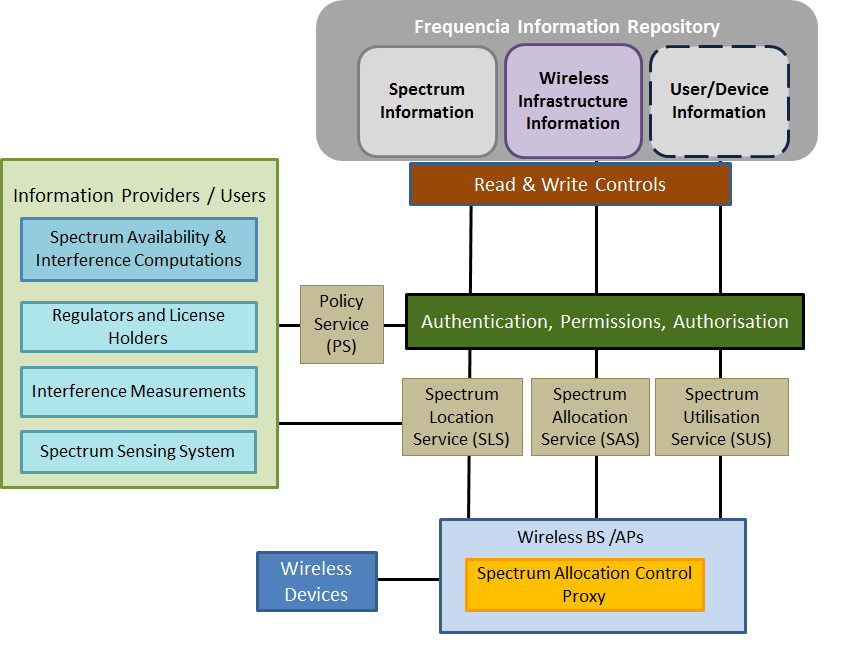 Frequencia Information Repository
Spectrum
Information
Wireless
Infrastructure
Information
User/Device
Information
Read & Write Controls
Information Providers / Users
Spectrum Availability &
Interference Computations
Regulators and License
Holders
Interference Measurements
Spectrum Sensing System
Policy
Service
(PS)
Authentication, Permissions, Authorisation
Spectrum
Location
Service (SLS)
Spectrum
Allocation
Service (SAS)
Spectrum
Utilisation
Service (SUS)
Wireless BS /APs
Spectrum Allocation Control
Proxy
Wireless
Devices